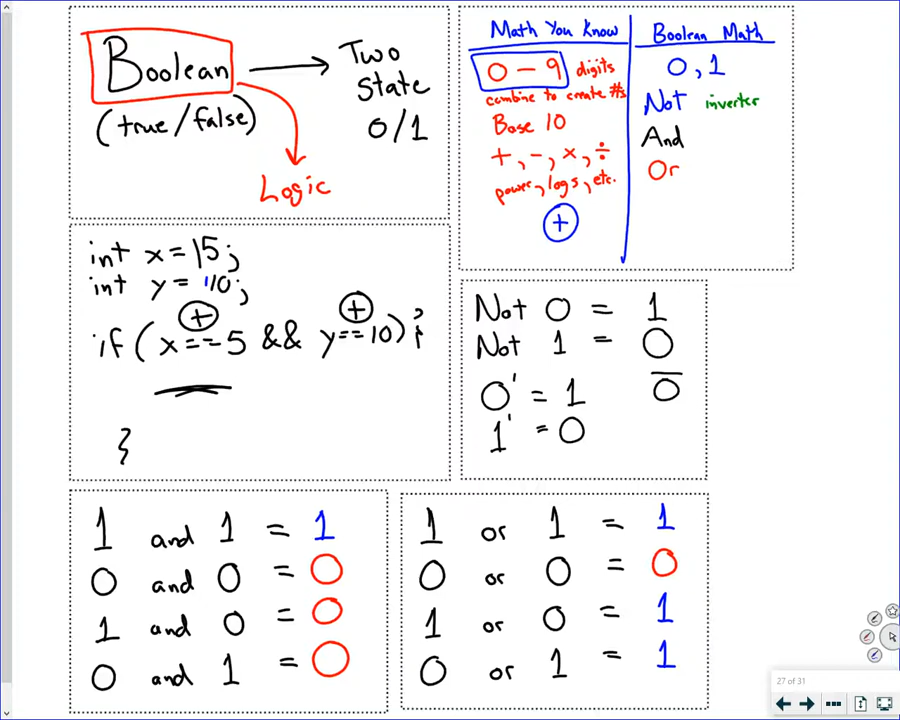 Boolean → Two
state
(true/false) 0/1
Logic
Math You Know
0 – 9 digits
combine to create #s
Base 10
+, -, ×, ÷
power, logs, etc.
+
Boolean Math
0, 1
Not inverter
And
Or
int x = 15;
int y = 10;
+ +
if ( x == 5 && y == 10) {
}
Not 0 = 1
Not 1 = 0
0' = 1 0̅
1' = 0
1 and 1 = 1
0 and 0 = 0
1 and 0 = 0
0 and 1 = 0
1 or 1 = 1
0 or 0 = 0
1 or 0 = 1
0 or 1 = 1
27 of 31